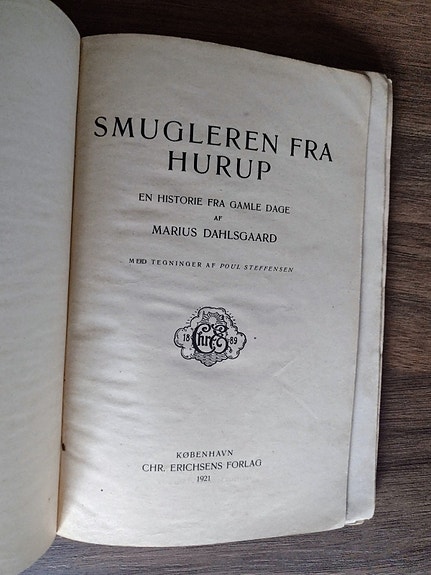 SMUGLEREN FRA
HURUP
EN HISTORIE FRA GAMLE DAGE
AF
MARIUS DAHLSGAARD
MED TEGNINGER AF POUL STEFFENSEN
18 Chr E 89
KØBENHAVN
CHR. ERICHSENS FORLAG
1921